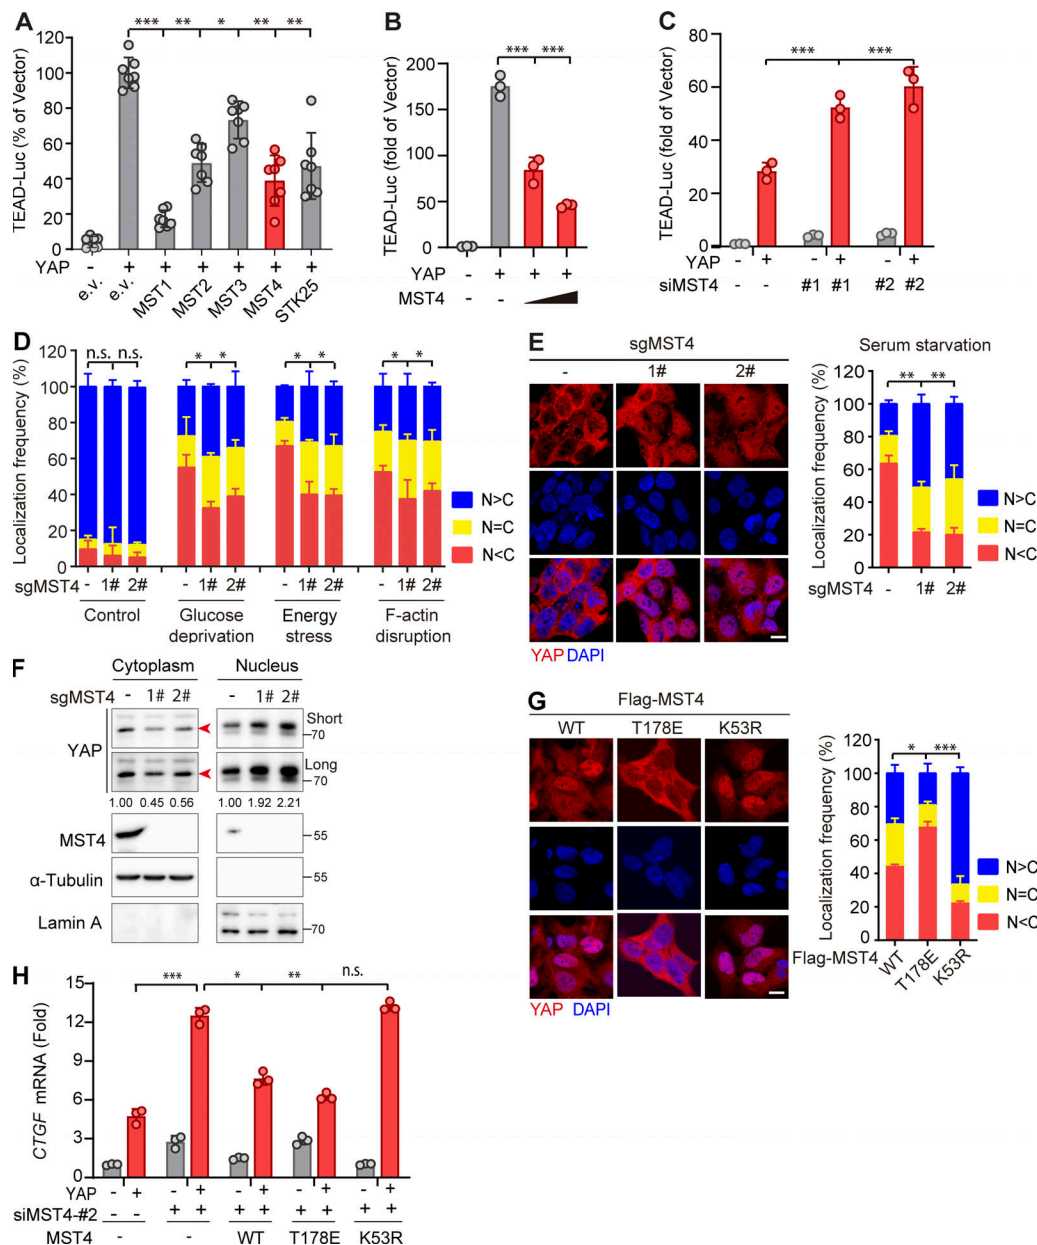 A
TEAD-Luc (% of Vector)
*** ** * ** **
120
100
80
60
40
20
0
YAP - + + + + + +
e.v. e.v. MST1 MST2 MST3 MST4 STK25
B
TEAD-Luc (fold of Vector)
*** ***
200
150
100
50
0
YAP - + + +
MST4 - -
C
TEAD-Luc (fold of Vector)
*** ***
80
60
40
20
0
YAP - + - + - +
siMST4 - - #1 #1 #2 #2
D
Localization frequency (%)
n.s. n.s. * * * * * *
120
100
80
60
40
20
0
N>C
N=C
N<C
sgMST4 - 1# 2# - 1# 2# - 1# 2# - 1# 2#
Control Glucose deprivation Energy stress F-actin disruption
E
sgMST4
- 1# 2#
YAP DAPI
Serum starvation
Localization frequency (%)
** **
120
100
80
60
40
20
0
N>C
N=C
N<C
sgMST4 - 1# 2#
F
Cytoplasm Nucleus
sgMST4 - 1# 2# - 1# 2#
YAP
Short
70
Long
70
1.00 0.45 0.56 1.00 1.92 2.21
MST4 55
α-Tubulin 55
Lamin A 70
G
Flag-MST4
WT T178E K53R
YAP DAPI
Localization frequency (%)
* ***
120
100
80
60
40
20
0
N>C
N=C
N<C
Flag-MST4 WT T178E K53R
H
CTGF mRNA (Fold)
*** * ** n.s.
15
12
9
6
3
0
YAP - + - + - + - + - +
siMST4-#2 - - + + + + + + + +
MST4 - - WT T178E K53R